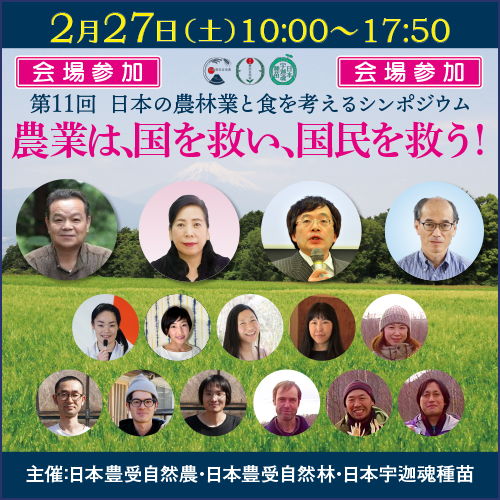 2月27日(土)10:00〜17:50
会場参加 会場参加
第11回 日本の農林業と食を考えるシンポジウム
農業は、国を救い、国民を救う!
主催:日本豊受自然農・日本豊受自然林・日本宇迦魂種苗